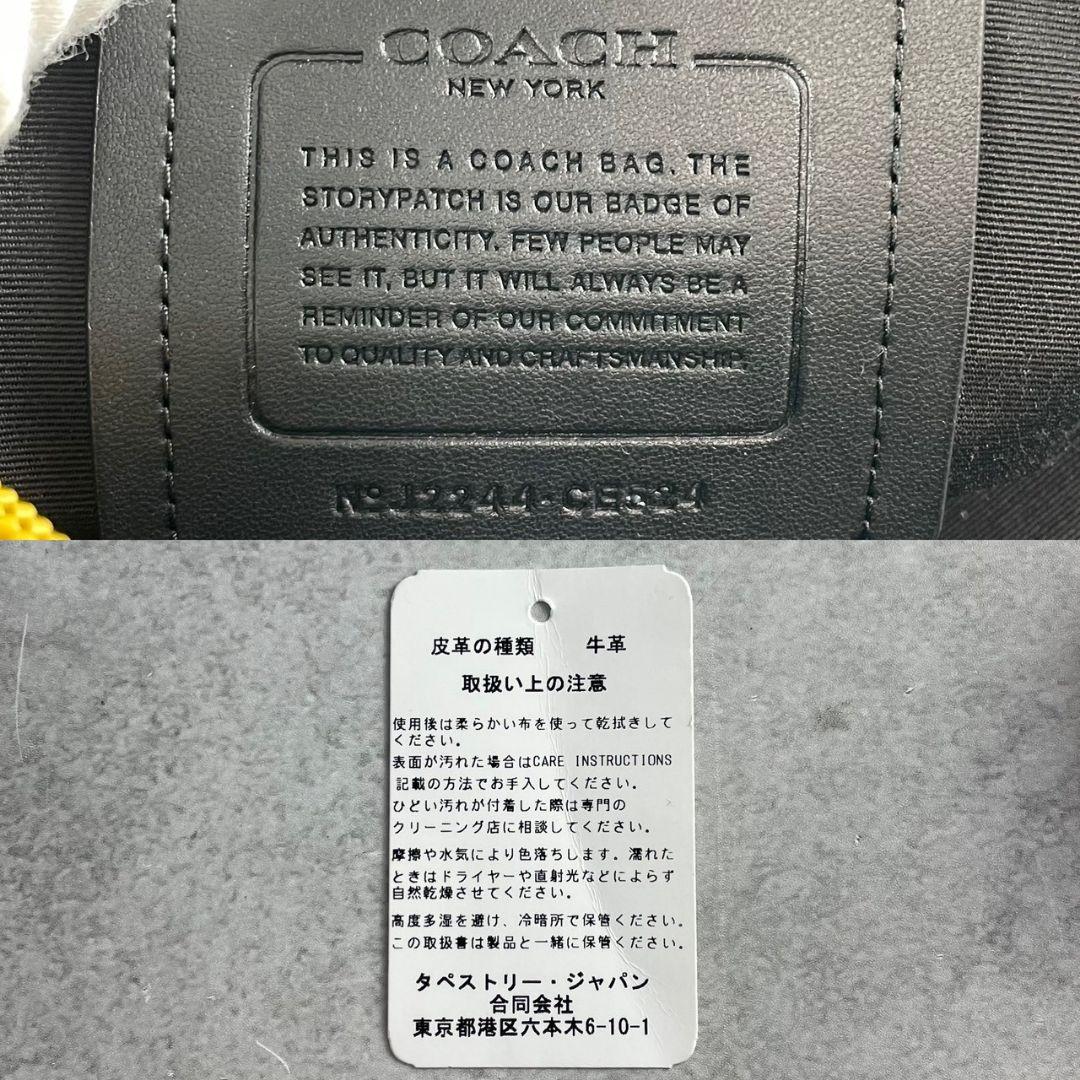 COACH
NEW YORK
THIS IS A COACH BAG. THE
STORYPATCH IS OUR BADGE OF
AUTHENTICITY. FEW PEOPLE MAY
SEE IT, BUT IT WILL ALWAYS BE A
REMINDER OF OUR COMMITMENT
TO QUALITY AND CRAFTSMANSHIP.
皮革の種類 牛革
取扱い上の注意
使用後は柔らかい布を使って乾拭きして
ください。
表面が汚れた場合はCARE INSTRUCTIONS
記載の方法でお手入してください。
ひどい汚れが付着した際は専門の
クリーニング店に相談してください。
摩擦や水気により色落ちします。濡れた
ときはドライヤーや直射光などによらず
自然乾燥させてください。
高度多湿を避け、冷暗所で保管ください。
この取扱書は製品と一緒に保管ください。
タペストリー・ジャパン
合同会社
東京都港区六本木6-10-1